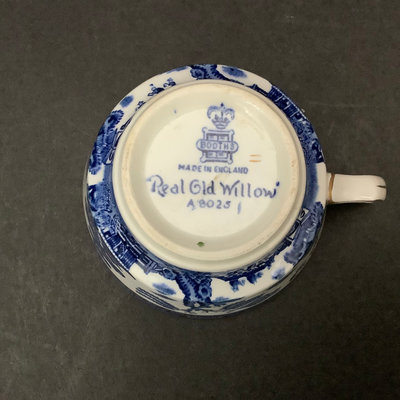 BOOTHS
MADE IN ENGLAND
"Real Old Willow"
A8025